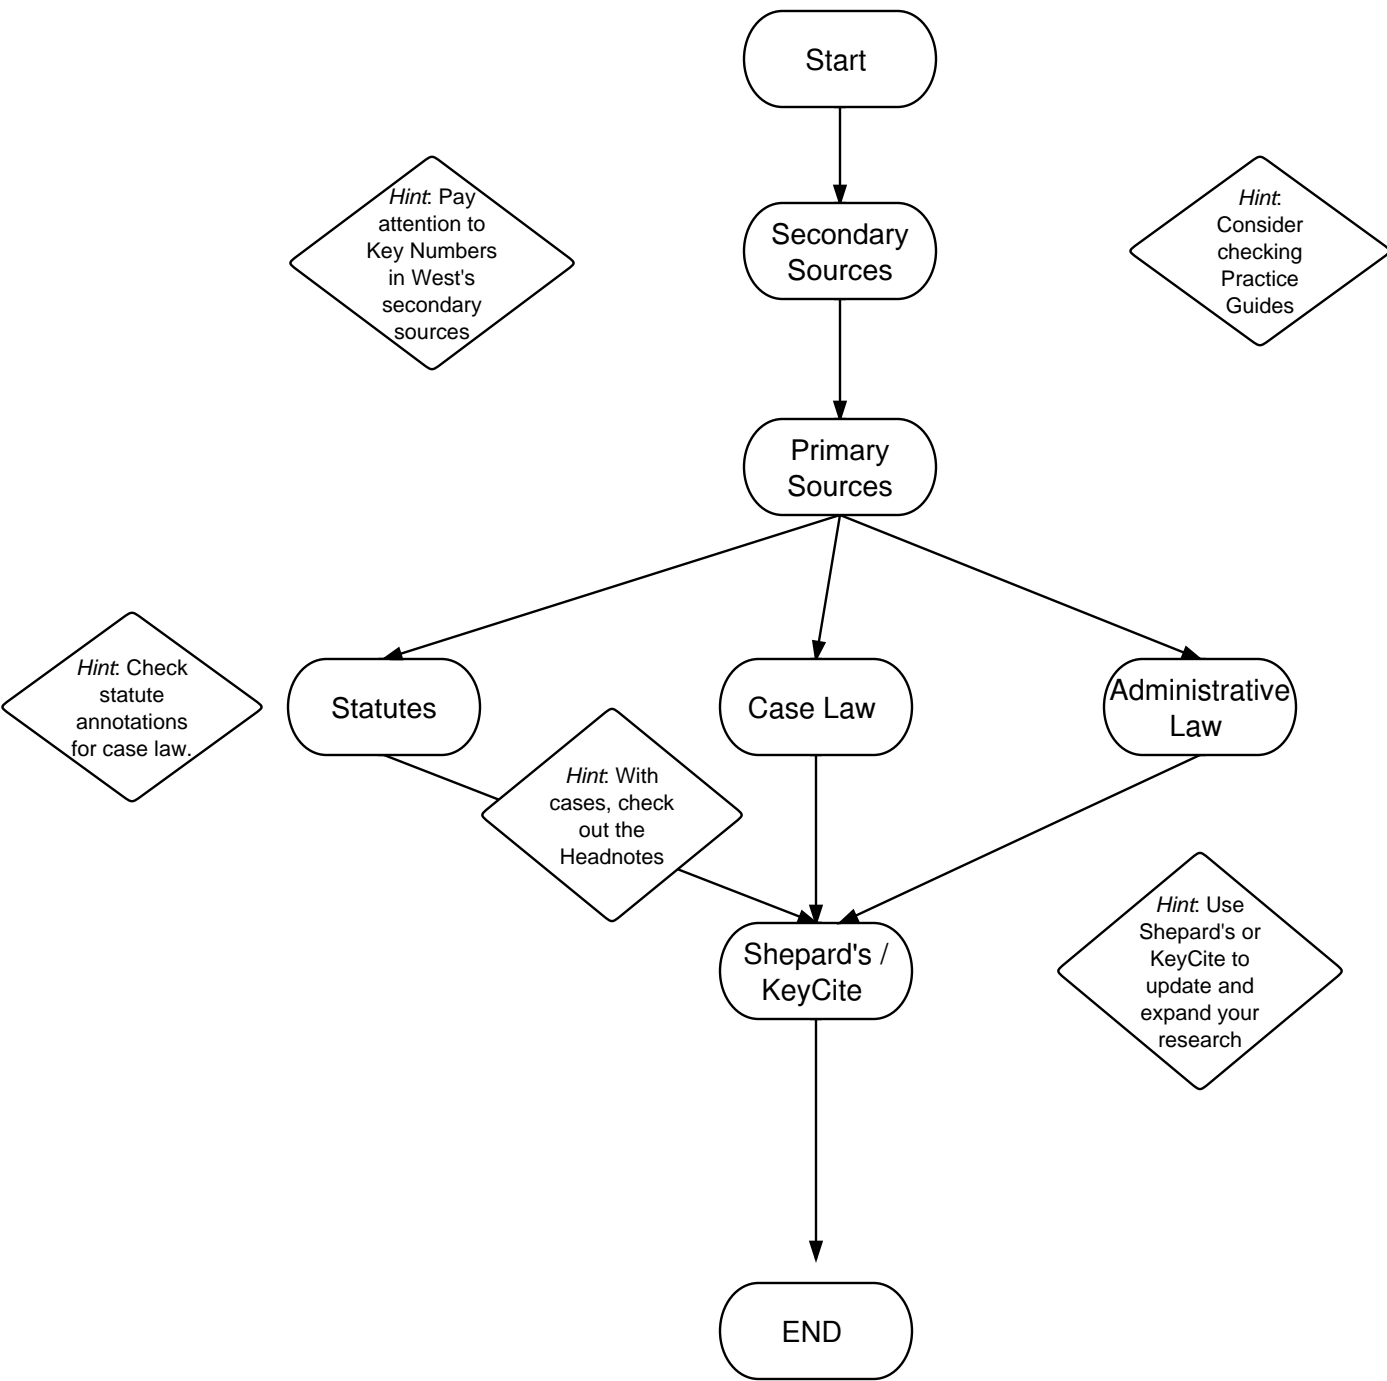 Start
Hint: Pay
attention to
Key Numbers
in West's
secondary
sources
Secondary
Sources
Hint:
Consider
checking
Practice
Guides
Primary
Sources
Hint: Check
statute
annotations
for case law.
Statutes
Case Law
Administrative
Law
Hint: With
cases, check
out the
Headnotes
Shepard's /
KeyCite
Hint: Use
Shepard's or
KeyCite to
update and
expand your
research
END